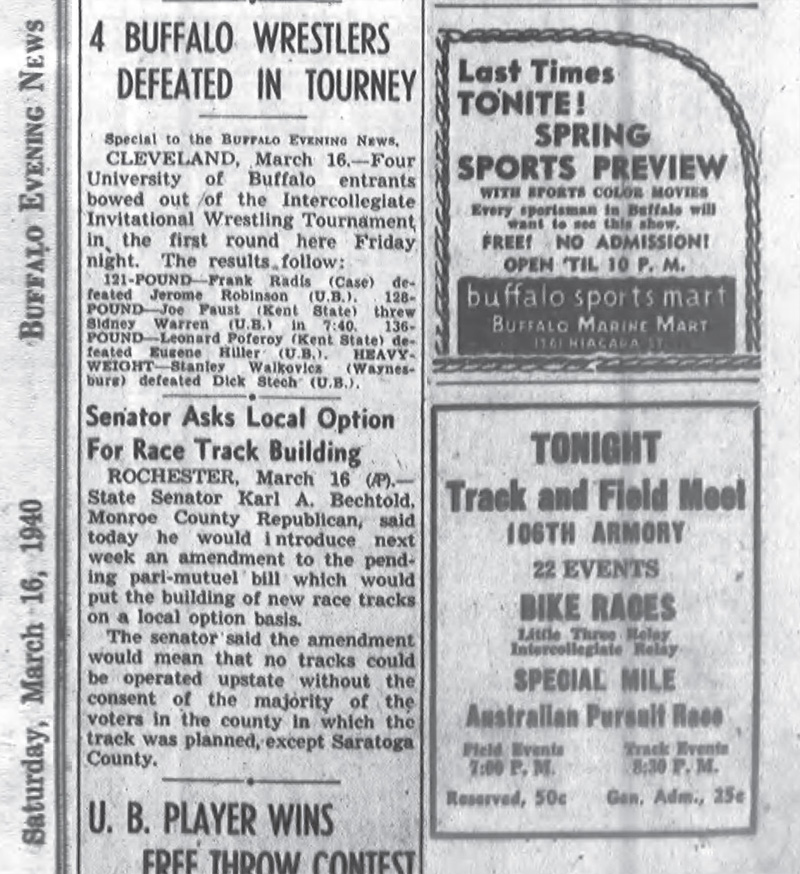 BUFFALO EVENING NEWS
Saturday, March 16, 1940
4 BUFFALO WRESTLERS
DEFEATED IN TOURNEY
Special to the BUFFALO EVENING NEWS.
CLEVELAND, March 16.—Four
University of Buffalo entrants
bowed out of the Intercollegiate
Invitational Wrestling Tournament
in the first round here Friday
night. The results follow:
121-POUND—Frank Radis (Case) de-
feated Jerome Robinson (U.B.). 128-
POUND—Joe Faust (Kent State) threw
Sidney Warren (U.B.) in 7:40. 136-
POUND—Leonard Poferoy (Kent State) de-
feated Eugene Hiller (U.B.). HEAVY-
WEIGHT—Stanley Walkovics (Waynes-
burg) defeated Dick Stech (U.B.).
Senator Asks Local Option
For Race Track Building
ROCHESTER, March 16 (AP).—
State Senator Karl A. Bechtold,
Monroe County Republican, said
today he would introduce next
week an amendment to the pend-
ing pari-mutuel bill which would
put the building of new race tracks
on a local option basis.
The senator said the amendment
would mean that no tracks could
be operated upstate without the
consent of the majority of the
voters in the county in which the
track was planned, except Saratoga
County.
U. B. PLAYER WINS
FREE THROW CONTEST
Last Times
TONITE!
SPRING
SPORTS PREVIEW
WITH SPORTS COLOR MOVIES
Every sportsman in Buffalo will
want to see this show.
FREE! NO ADMISSION!
OPEN 'TIL 10 P. M.
buffalo sports mart
BUFFALO MARINE MART
1761 NIAGARA ST.
TONIGHT
Track and Field Meet
106TH ARMORY
22 EVENTS
BIKE RACES
Little Three Relay
Intercollegiate Relay
SPECIAL MILE
Australian Pursuit Race
Field Events Track Events
7:00 P. M. 8:30 P. M.
Reserved, 50c Gen. Adm., 25c